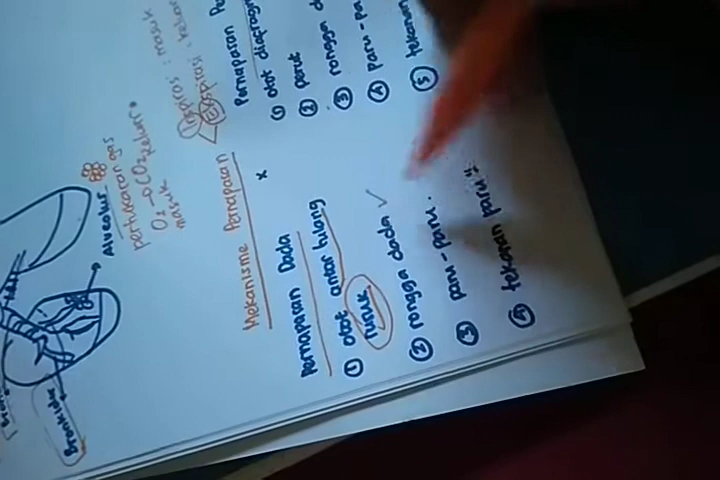 Bronkiolus
Alveolus
pertukaran gas
O2 → CO2 keluar
masuk
Inspirasi : masuk
Ekspirasi : keluar
Mekanisme Pernapasan
Pernapasan Dada
① otot antar tulang
rusuk
② rongga dada ✓
③ paru - paru.
④ tekanan paru"
×
Pernapasan
① otot diafragma
② perut
③ rongga
④ paru - pa
⑤ tekanan